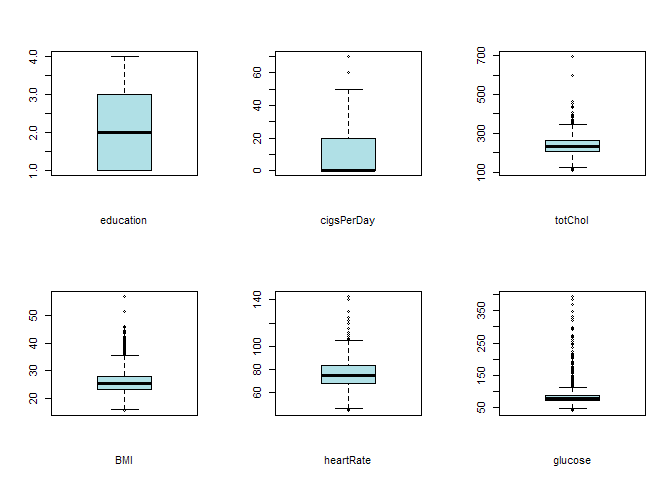 1.0 2.0 3.0 4.0
education
0 20 40 60
cigsPerDay
100 300 500 700
totChol
20 30 40 50
BMI
60 80 100 140
heartRate
50 150 250 350
glucose